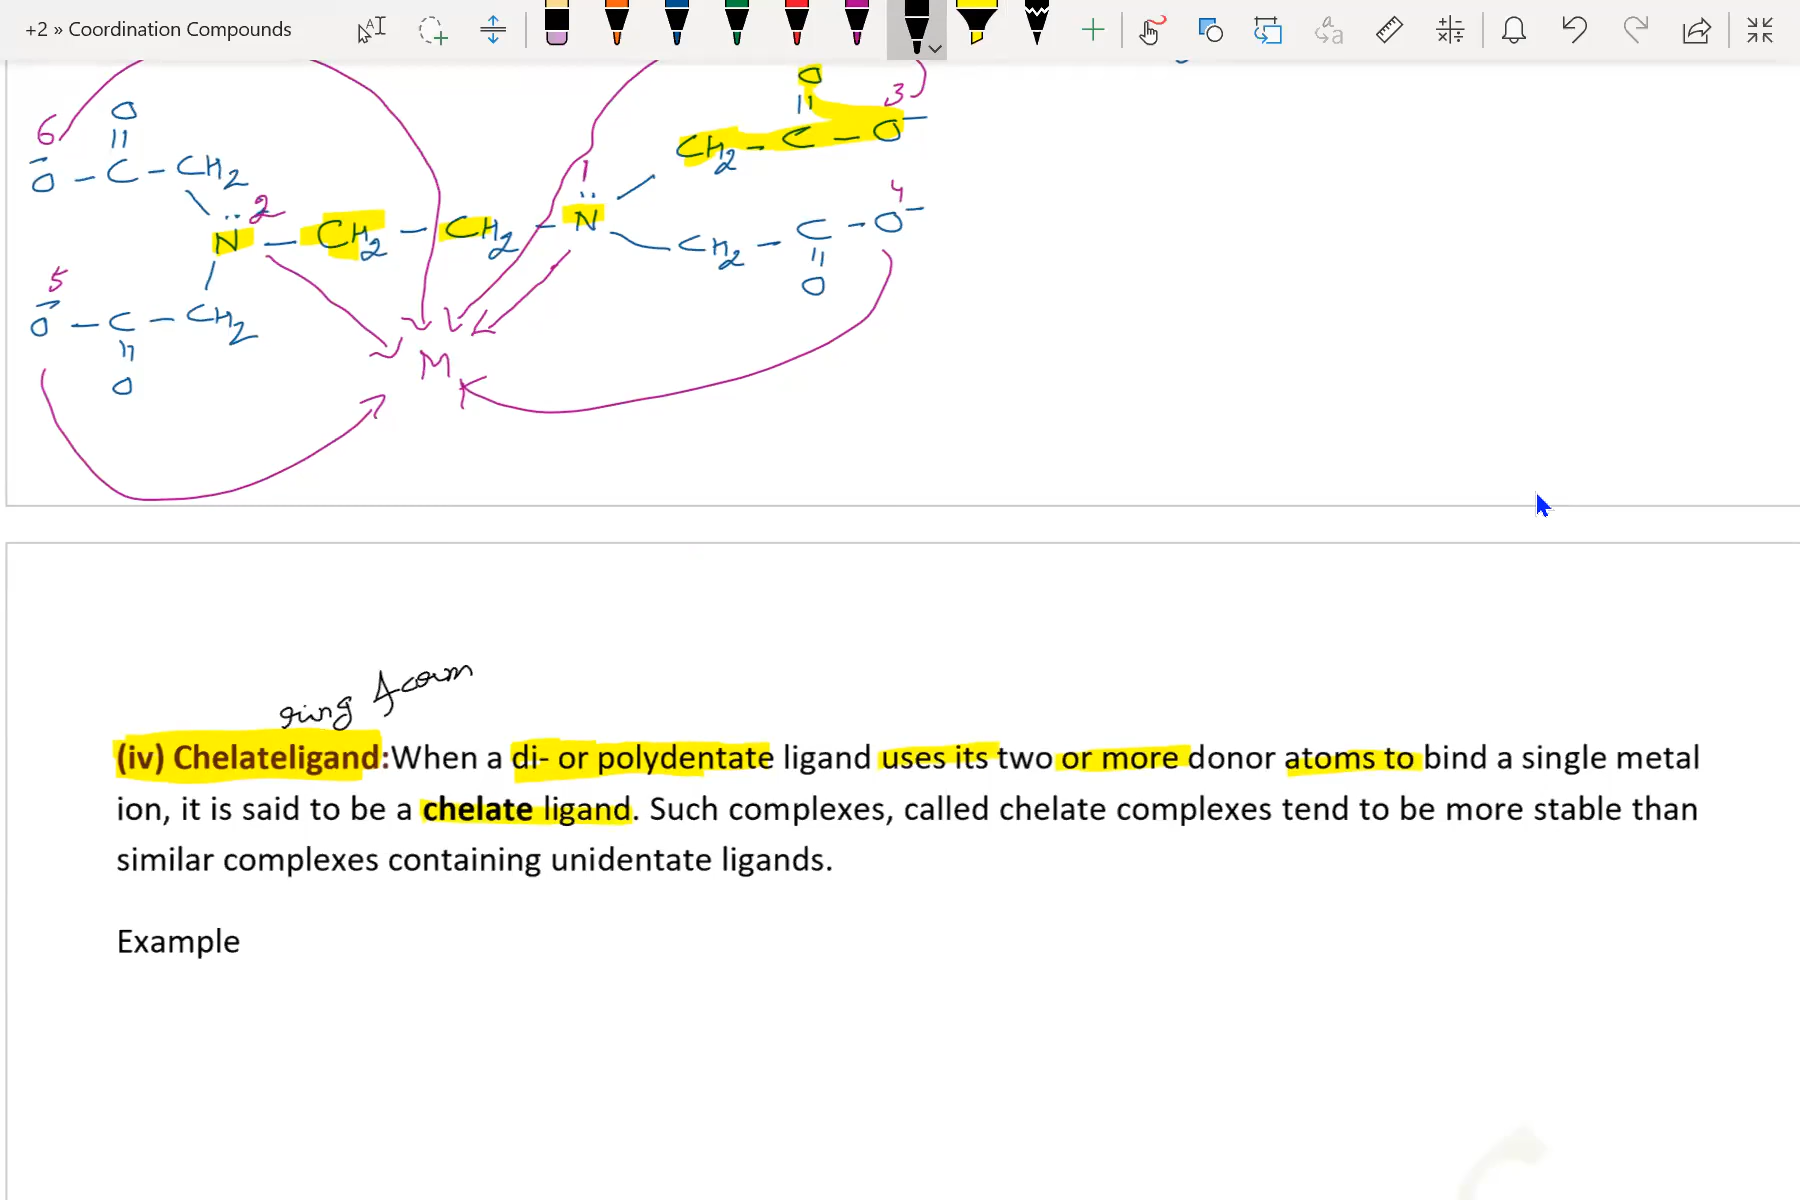 +2 » Coordination Compounds
O
O 3
6 ||
|| CH2 - C - O⁻
⁻O - C - CH2
1 4
.. 2 ..
N - CH2 - CH2 - N CH2 - C - O⁻
5 ||
O
⁻O - C - CH2
||
O
M
ring form
(iv) Chelateligand:When a di- or polydentate ligand uses its two or more donor atoms to bind a single metal
ion, it is said to be a chelate ligand. Such complexes, called chelate complexes tend to be more stable than
similar complexes containing unidentate ligands.
Example